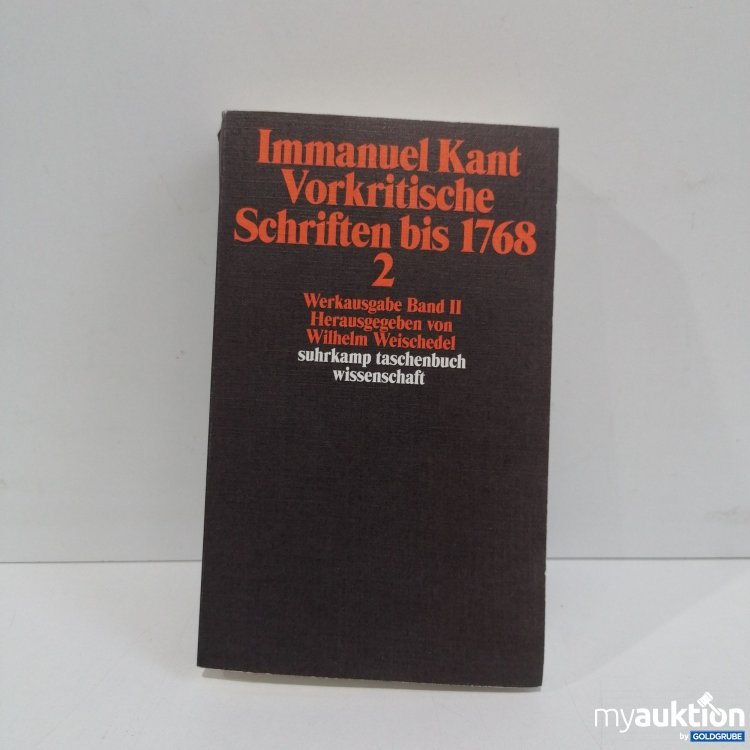 Immanuel Kant
Vorkritische
Schriften bis 1768
2
Werkausgabe Band II
Herausgegeben von
Wilhelm Weischedel
suhrkamp taschenbuch
wissenschaft
myauktion
by GOLDGRUBE